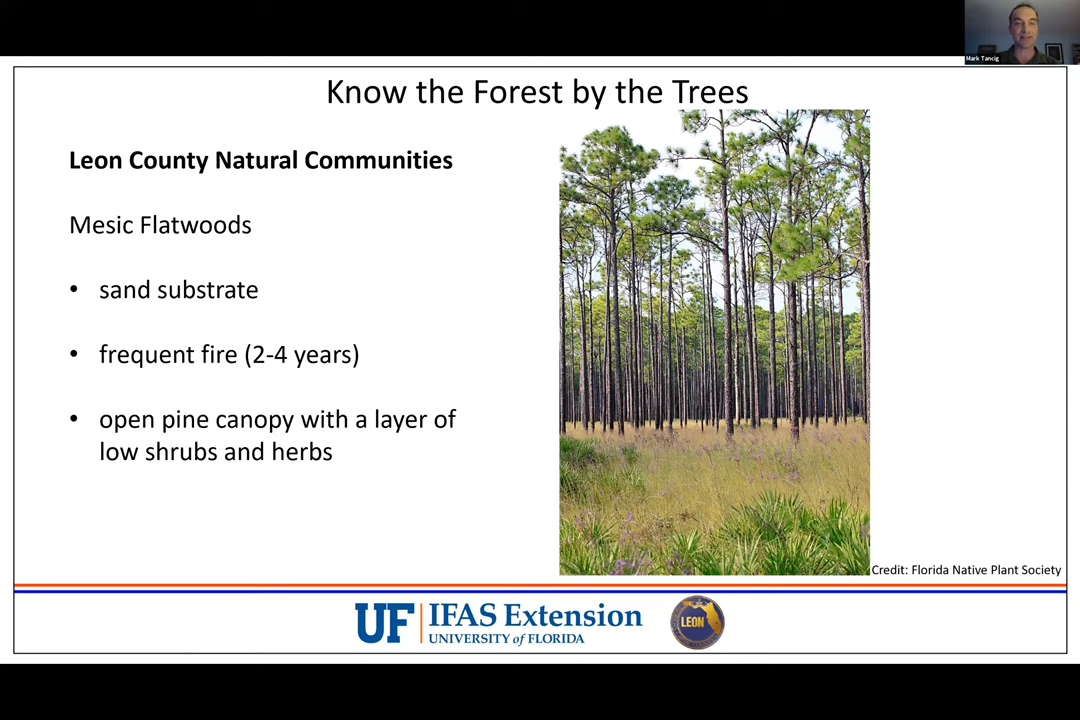 Mark Tancig
Know the Forest by the Trees
Leon County Natural Communities
Mesic Flatwoods
• sand substrate
• frequent fire (2-4 years)
• open pine canopy with a layer of
low shrubs and herbs
Credit: Florida Native Plant Society
UF IFAS Extension
UNIVERSITY of FLORIDA
LEON